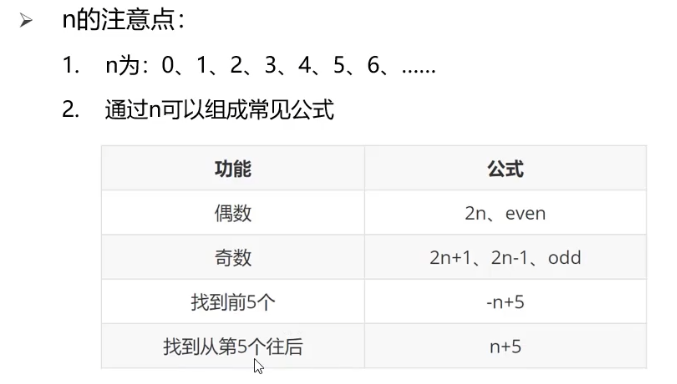 ➢ n的注意点：
1. n为：0、1、2、3、4、5、6、……
2. 通过n可以组成常见公式
功能 公式
偶数 2n、even
奇数 2n+1、2n-1、odd
找到前5个 -n+5
找到从第5个往后 n+5